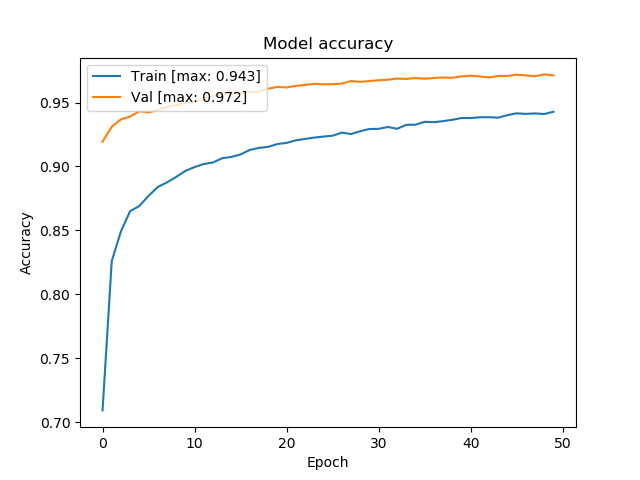 Model accuracy
Train [max: 0.943]
Val [max: 0.972]
0.95
0.90
0.85
0.80
0.75
0.70
Accuracy
0 10 20 30 40 50
Epoch